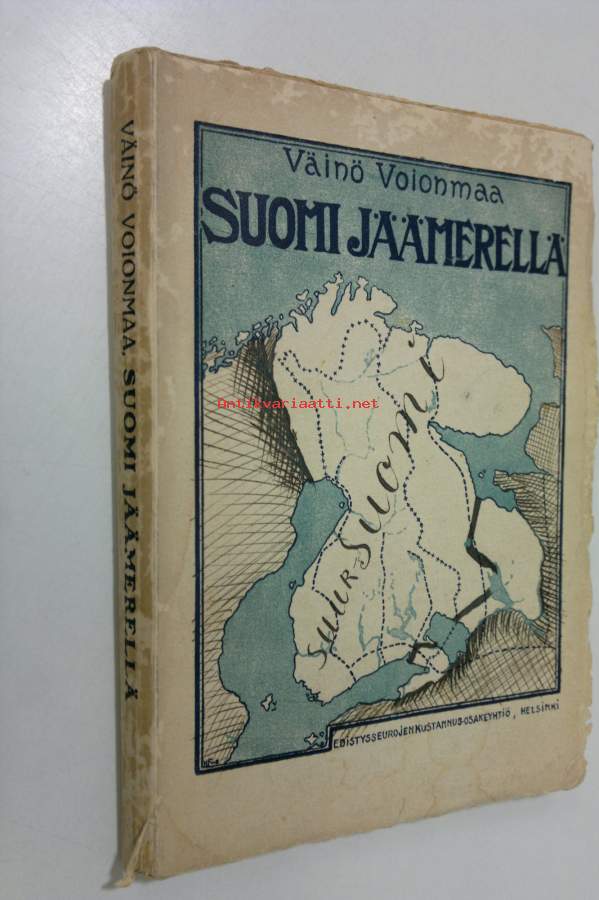 VÄINÖ VOIONMAA, SUOMI JÄÄMERELLÄ
Väinö Voionmaa
SUOMI JÄÄMERELLÄ
Antikvariaatti.net
SUUR SUOMI
EDISTYSSEUROJEN KUSTANNUS-OSAKEYHTIÖ, HELSINKI